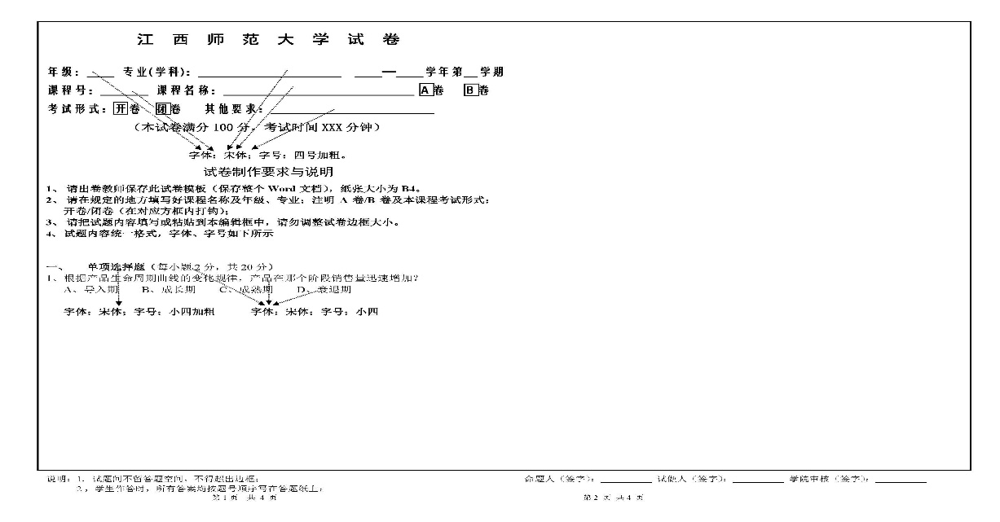 江 西 师 范 大 学 试 卷
年级：____ 专业(学科)：____________________ ____—____学年第__学期
课程号：_______ 课程名称：___________________________ A卷 B卷
考试形式：开卷 闭卷 其他要求：_______________________
（本试卷满分 100 分，考试时间 XXX 分钟）
字体：宋体；字号：四号加粗。
试卷制作要求与说明
1、 请出卷教师保存此试卷模板（保存整个 Word 文档），纸张大小为 B4。
2、 请在规定的地方填写好课程名称及年级、专业；注明 A 卷/B 卷及本课程考试形式：
开卷/闭卷（在对应方框内打钩）；
3、 请把试题内容填写或粘贴到本编辑框中，请勿调整试卷边框大小。
4、试题内容统一格式，字体、字号如下所示
一、 单项选择题（每小题 2 分，共 20 分）
1、根据产品生命周期曲线的变化规律，产品在那个阶段销售量迅速增加？
A、导入期 B、成长期 C、成熟期 D、衰退期
字体：宋体；字号：小四加粗 字体：宋体；字号：小四
说明：1．试题间不留答题空间，不得超出边框；
2，学生作答时，所有答案均按题号顺序写在答题纸上；
第 1 页 共 4 页
命题人（签字）：_________ 试做人（签字）：_________ 学院审核（签字）：_________
第 2 页 共 4 页